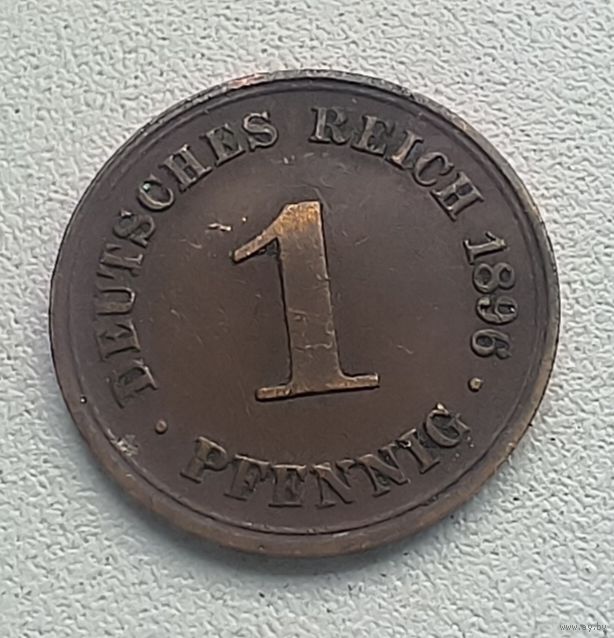 · DEUTSCHES REICH 1896 ·
1
PFENNIG
www.ay.by